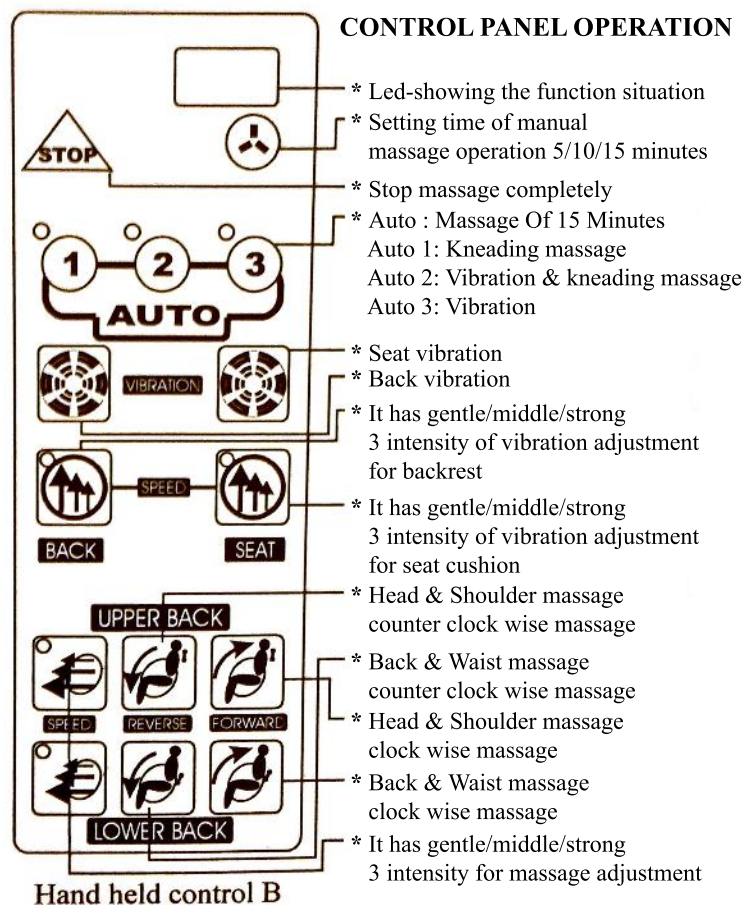 CONTROL PANEL OPERATION
* Led-showing the function situation
* Setting time of manual
massage operation 5/10/15 minutes
STOP
* Stop massage completely
* Auto : Massage Of 15 Minutes
Auto 1: Kneading massage
Auto 2: Vibration & kneading massage
Auto 3: Vibration
1 2 3
AUTO
* Seat vibration
* Back vibration
VIBRATION
* It has gentle/middle/strong
3 intensity of vibration adjustment
for backrest
SPEED
* It has gentle/middle/strong
3 intensity of vibration adjustment
for seat cushion
BACK SEAT
* Head & Shoulder massage
counter clock wise massage
UPPER BACK
* Back & Waist massage
counter clock wise massage
SPEED REVERSE FORWARD
* Head & Shoulder massage
clock wise massage
* Back & Waist massage
clock wise massage
LOWER BACK
* It has gentle/middle/strong
3 intensity for massage adjustment
Hand held control B